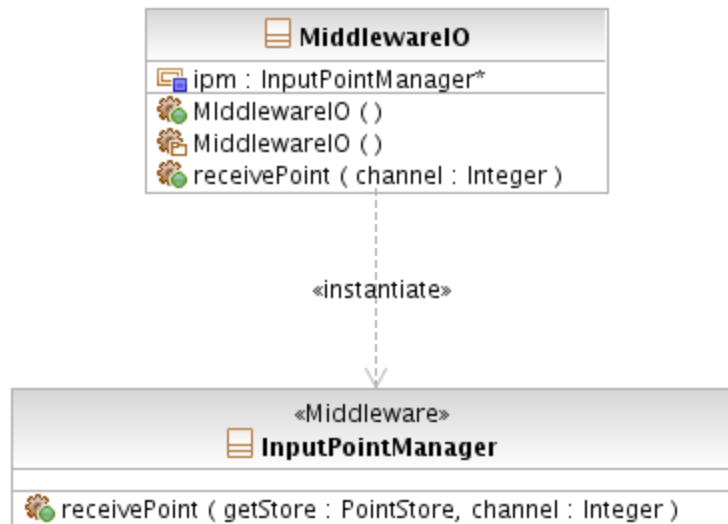 MiddlewareIO
ipm : InputPointManager*
MIddlewareIO ( )
MiddlewareIO ( )
receivePoint ( channel : Integer )
«instantiate»
«Middleware»
InputPointManager
receivePoint ( getStore : PointStore, channel : Integer )